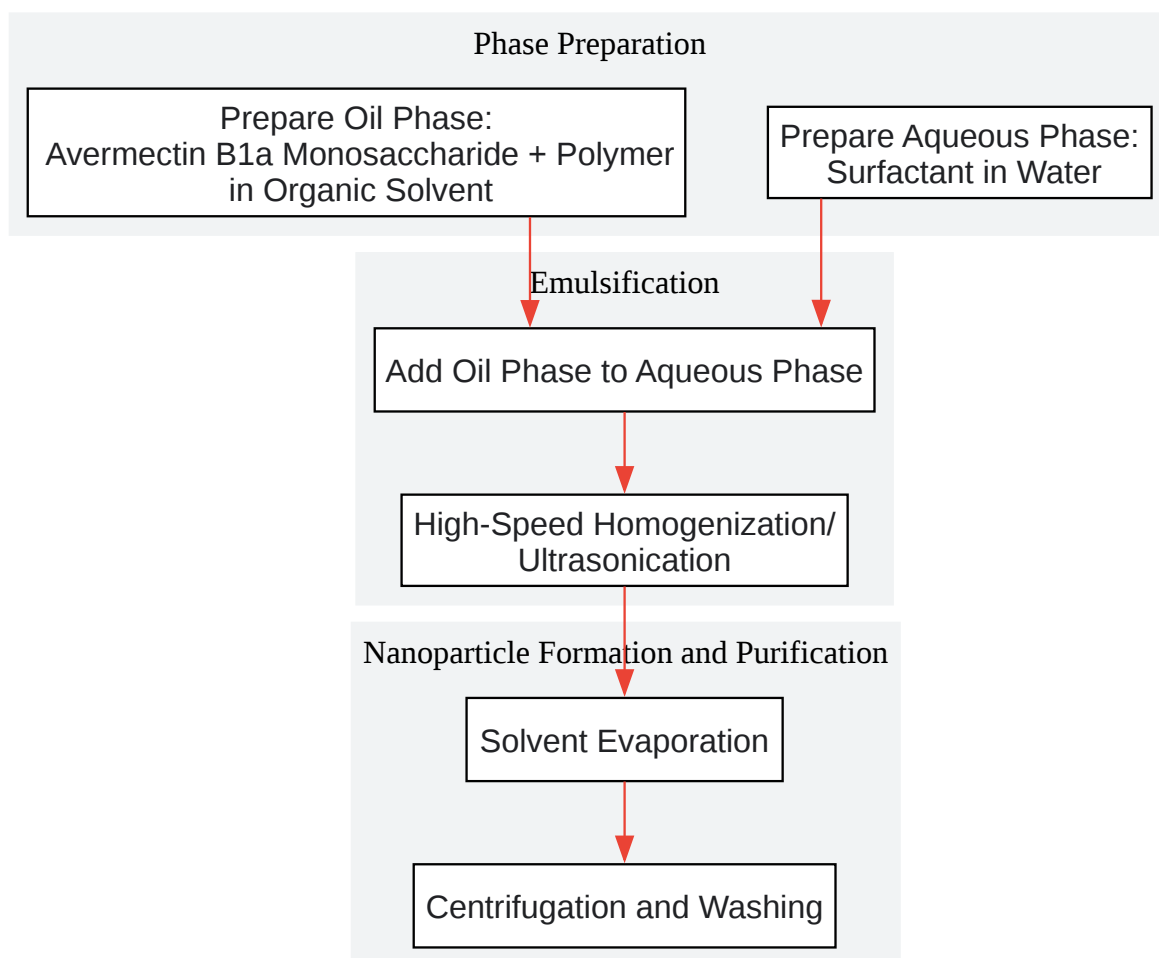 Phase Preparation
Prepare Oil Phase:
Avermectin B1a Monosaccharide + Polymer
in Organic Solvent
Prepare Aqueous Phase:
Surfactant in Water
Emulsification
Add Oil Phase to Aqueous Phase
High-Speed Homogenization/
Ultrasonication
Nanoparticle Formation and Purification
Solvent Evaporation
Centrifugation and Washing